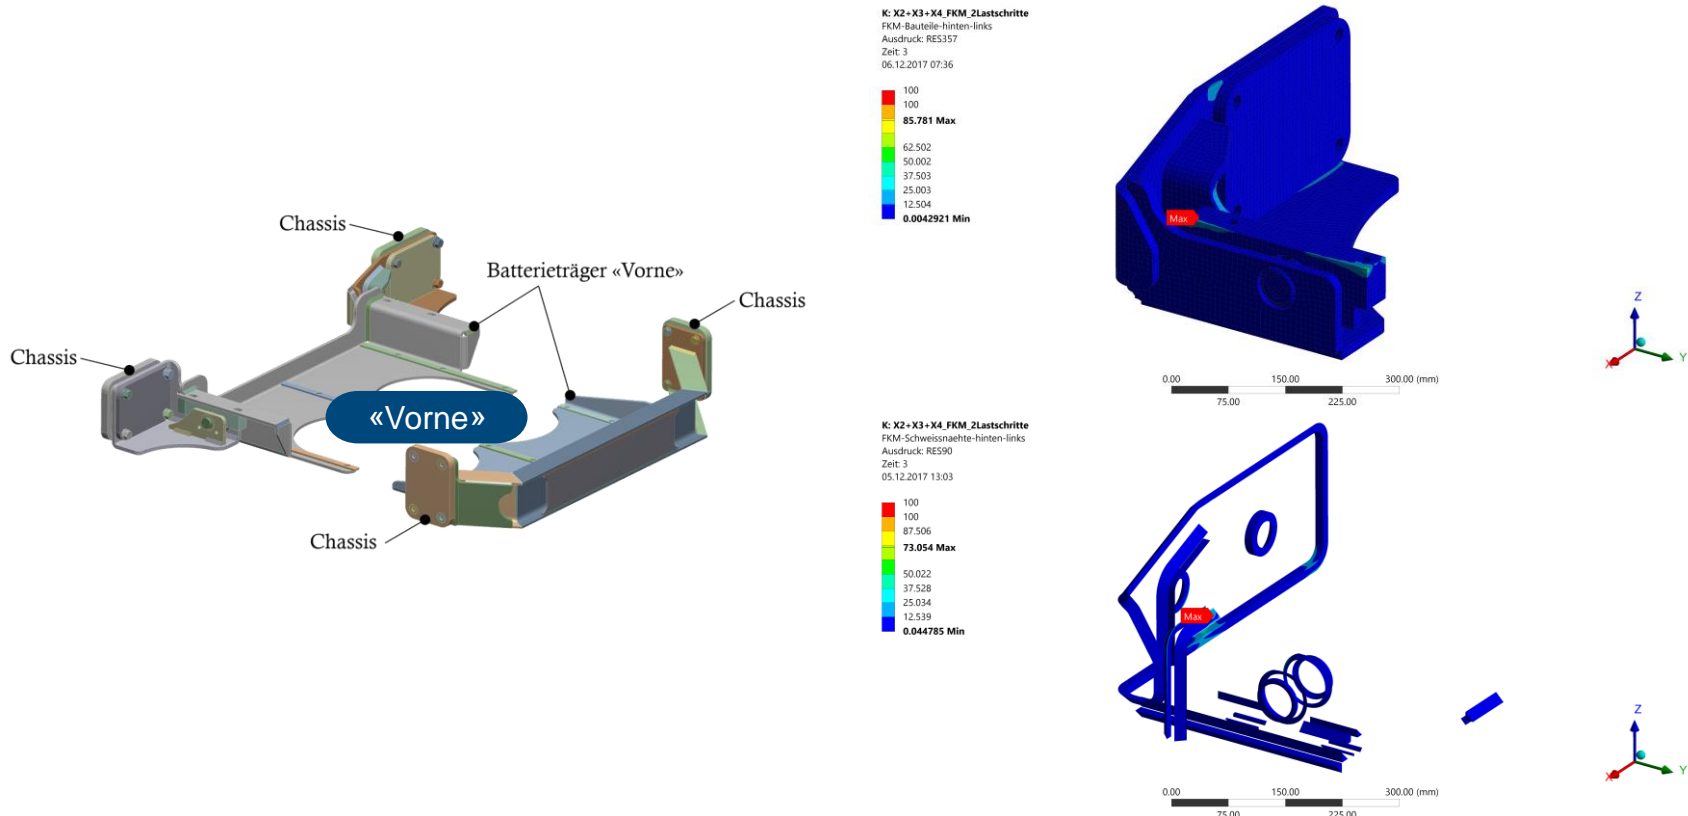 Chassis
Batterieträger «Vorne»
Chassis
Chassis
«Vorne»
Chassis
K: X2+X3+X4_FKM_2Lastschritte
FKM-Bauteile-hinten-links
Ausdruck: RES357
Zeit: 3
06.12.2017 07:36
100
100
85.781 Max
62.502
50.002
37.503
25.003
12.504
0.0042921 Min
Max
Z
X
Y
0.00
150.00
300.00 (mm)
75.00
225.00
K: X2+X3+X4_FKM_2Lastschritte
FKM-Schweissnaehte-hinten-links
Ausdruck: RES90
Zeit: 3
05.12.2017 13:03
100
100
87.506
73.054 Max
50.022
37.528
25.034
12.539
0.044785 Min
Max
Z
X
Y
0.00
150.00
300.00 (mm)
75.00
225.00